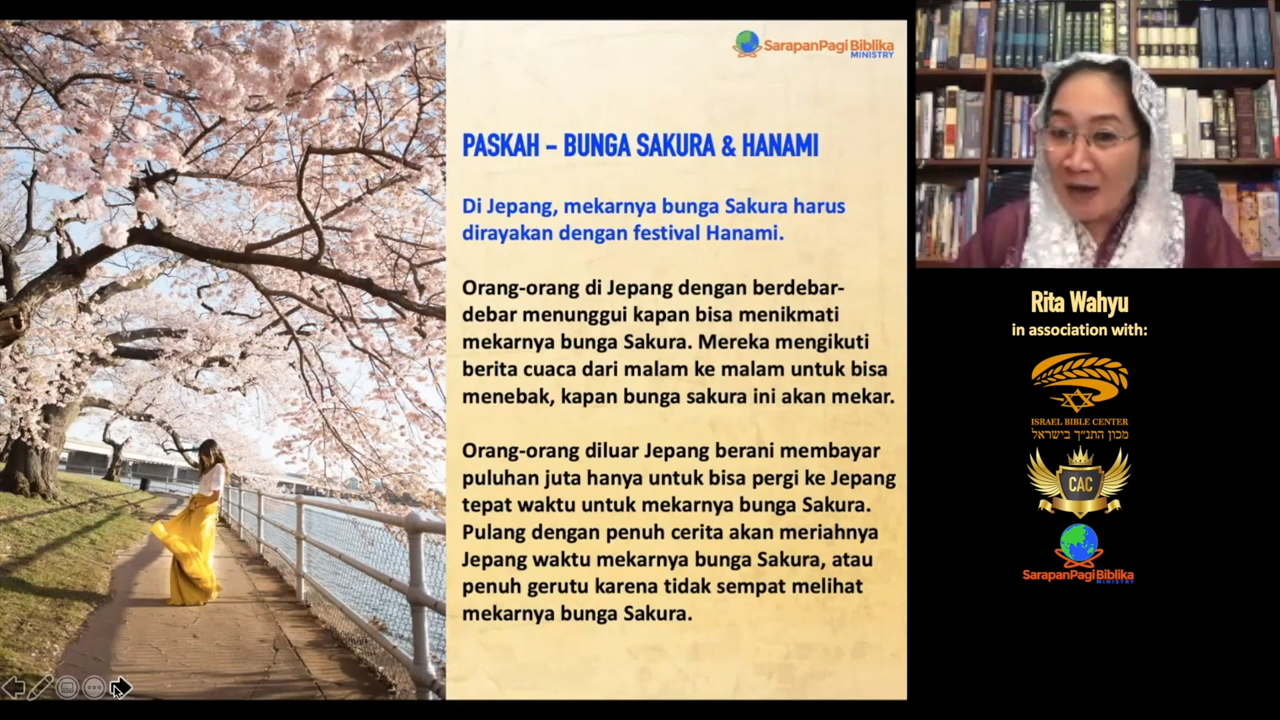 SarapanPagi Biblika
MINISTRY
PASKAH – BUNGA SAKURA & HANAMI
Di Jepang, mekarnya bunga Sakura harus
dirayakan dengan festival Hanami.
Orang-orang di Jepang dengan berdebar-
debar menunggui kapan bisa menikmati
mekarnya bunga Sakura. Mereka mengikuti
berita cuaca dari malam ke malam untuk bisa
menebak, kapan bunga sakura ini akan mekar.
Orang-orang diluar Jepang berani membayar
puluhan juta hanya untuk bisa pergi ke Jepang
tepat waktu untuk mekarnya bunga Sakura.
Pulang dengan penuh cerita akan meriahnya
Jepang waktu mekarnya bunga Sakura, atau
penuh gerutu karena tidak sempat melihat
mekarnya bunga Sakura.
Rita Wahyu
in association with:
ISRAEL BIBLE CENTER
מכון התנ״ך בישראל
CAC
SarapanPagi Biblika
MINISTRY